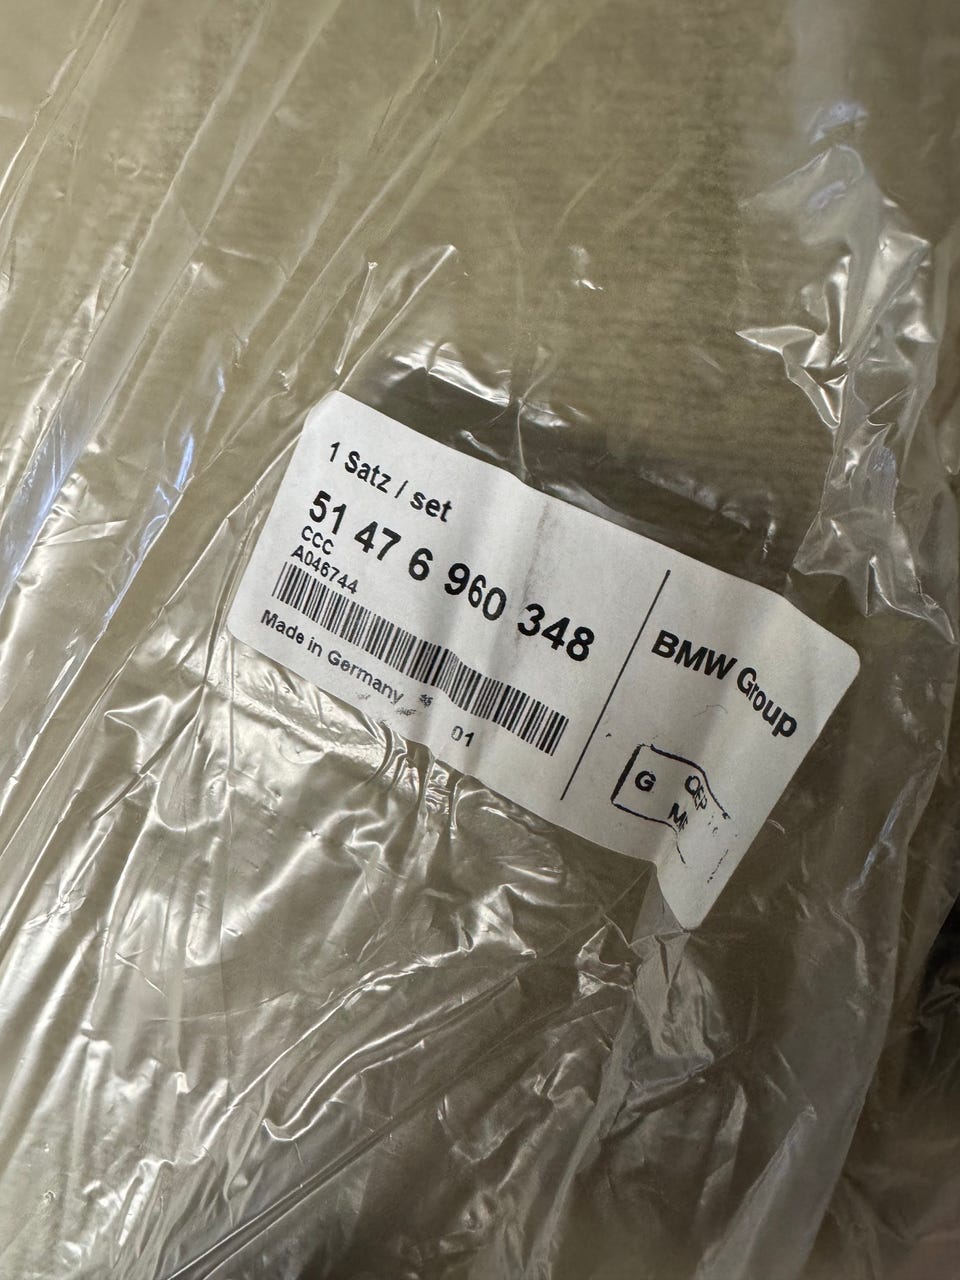 1 Satz / set
51 47 6 960 348
CCC
A046744
Made in Germany
01
BMW Group
G